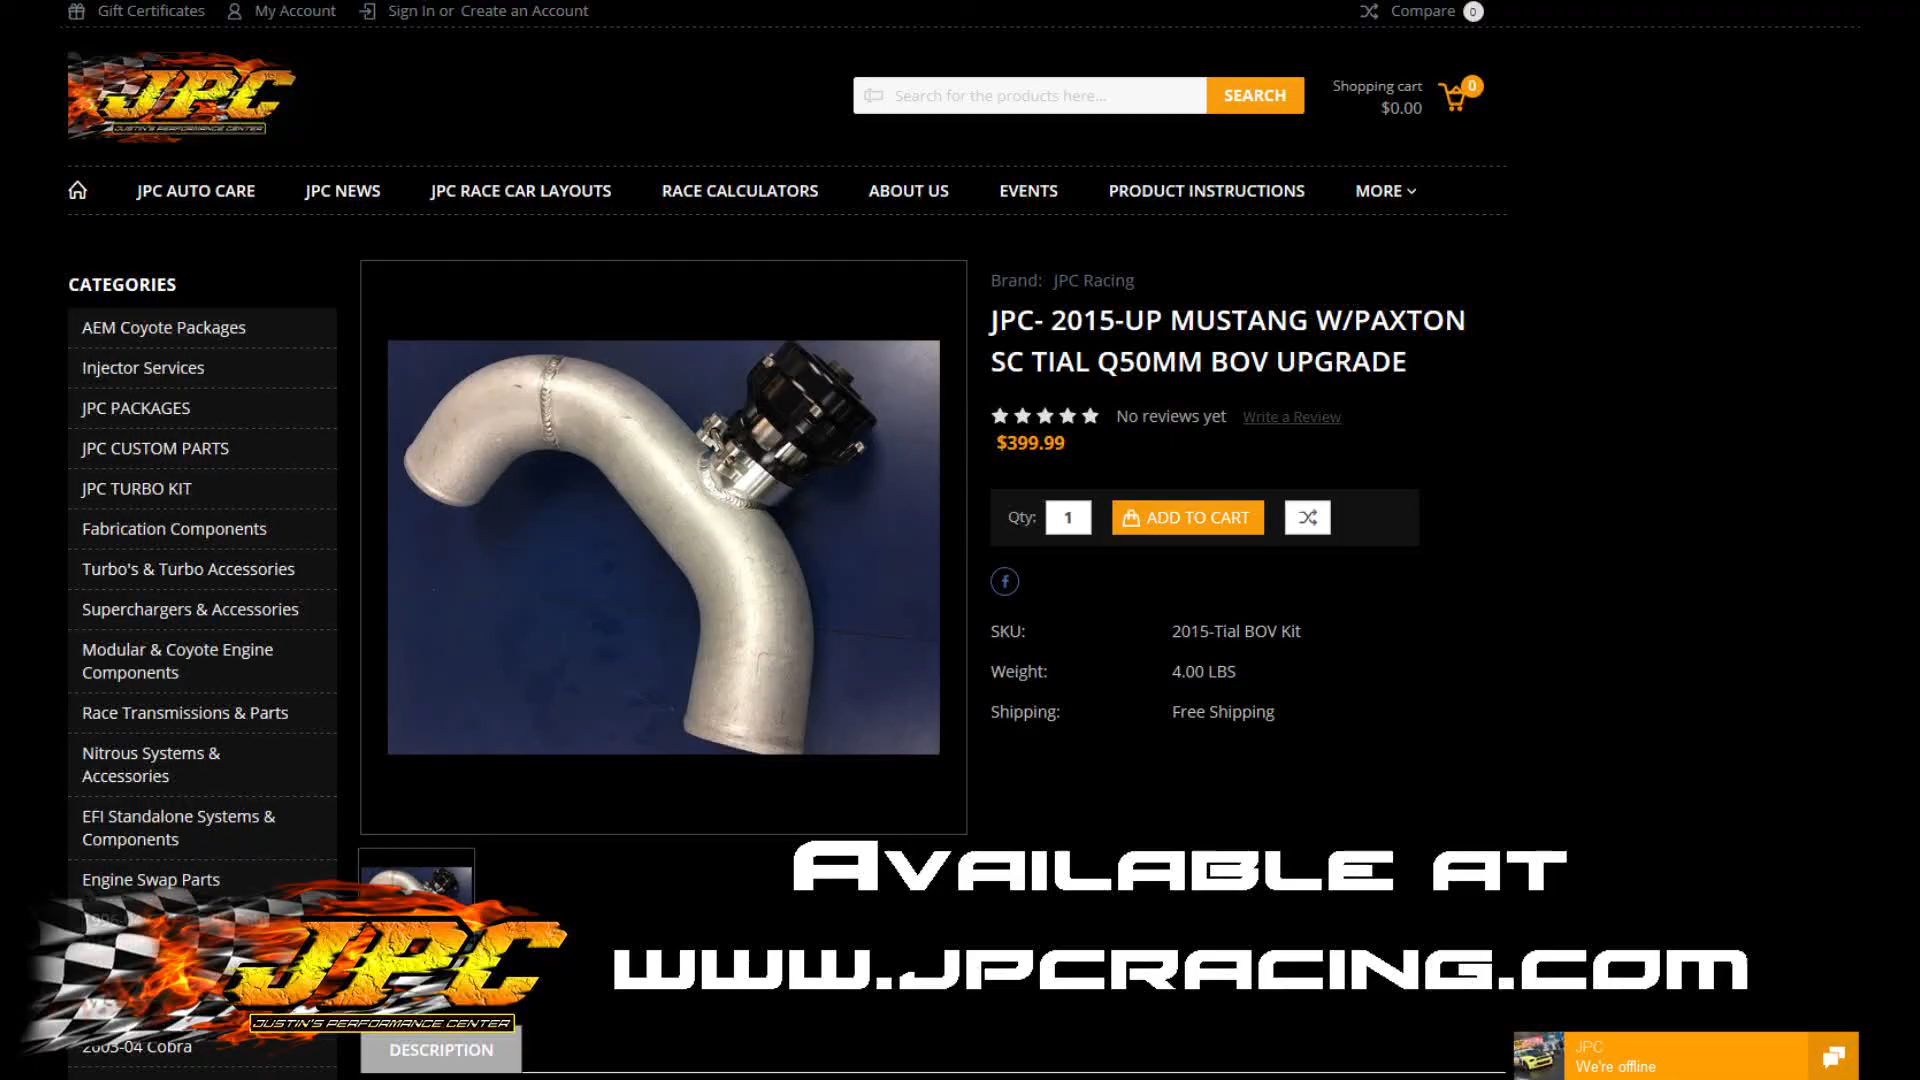 Gift Certificates My Account Sign In or Create an Account Compare 0
JPC
JUSTIN'S PERFORMANCE CENTER
Search for the products here...
SEARCH
Shopping cart
$0.00
0
JPC AUTO CARE JPC NEWS JPC RACE CAR LAYOUTS RACE CALCULATORS ABOUT US EVENTS PRODUCT INSTRUCTIONS MORE
CATEGORIES
AEM Coyote Packages
Injector Services
JPC PACKAGES
JPC CUSTOM PARTS
JPC TURBO KIT
Fabrication Components
Turbo's & Turbo Accessories
Superchargers & Accessories
Modular & Coyote Engine
Components
Race Transmissions & Parts
Nitrous Systems &
Accessories
EFI Standalone Systems &
Components
Engine Swap Parts
2003-04 Cobra
Brand: JPC Racing
JPC- 2015-UP MUSTANG W/PAXTON
SC TIAL Q50MM BOV UPGRADE
No reviews yet Write a Review
$399.99
Qty: 1 ADD TO CART
f
SKU: 2015-Tial BOV Kit
Weight: 4.00 LBS
Shipping: Free Shipping
AVAILABLE AT
WWW.JPCRACING.COM
JPC
JUSTIN'S PERFORMANCE CENTER
DESCRIPTION
JPC
We're offline